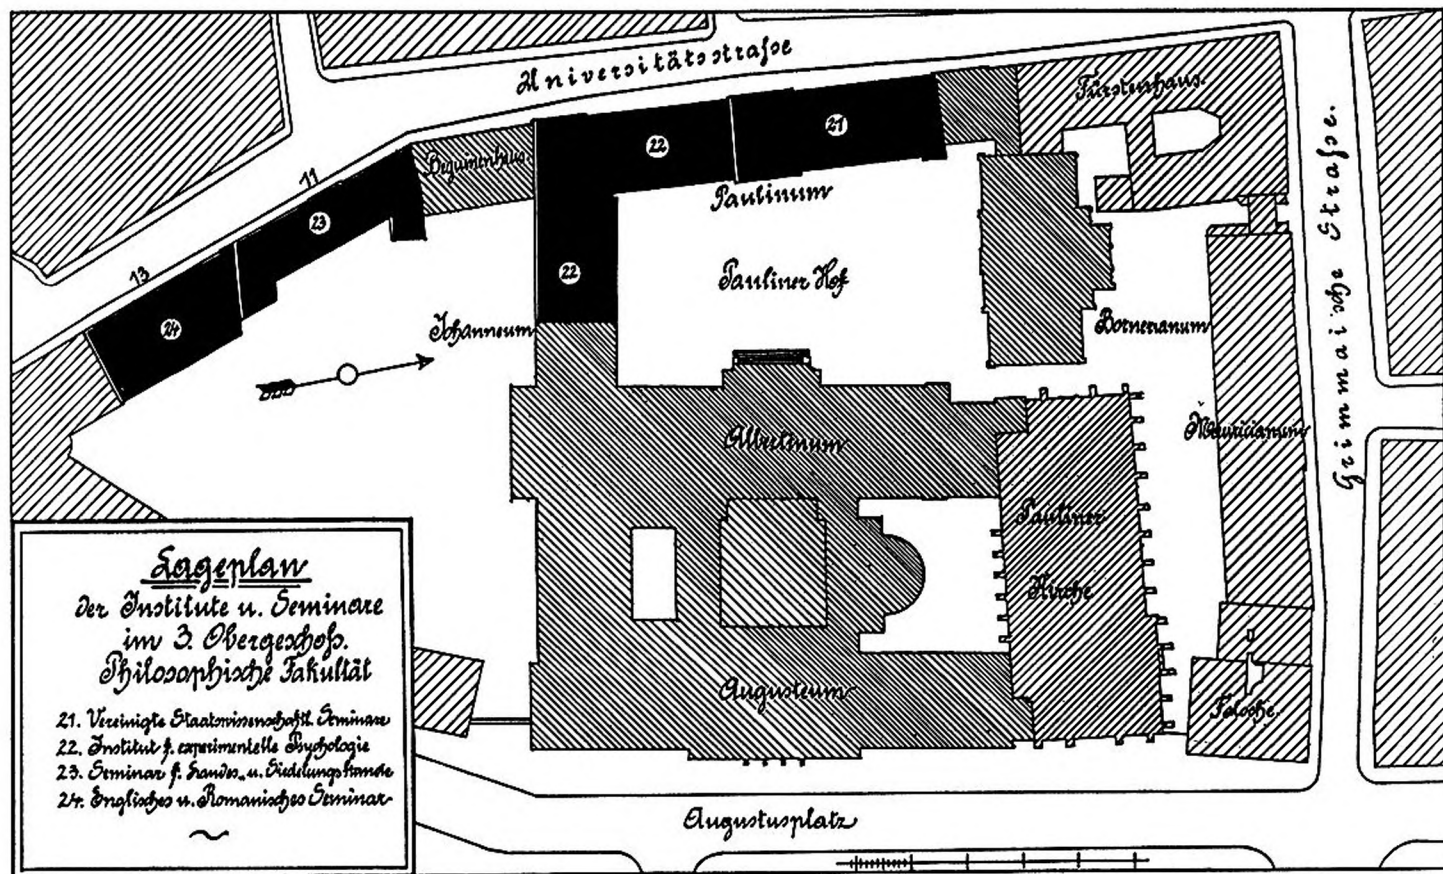 Universitätsstraße
Fürstenhaus.
22
21
Beguinenhaus.
11
Paulinum
23
13
22
Pauliner Hof
Grimmaische Straße.
24
Johanneum
Bornerianum
Albertinum
Mauricianum
Pauliner
Kirche
Augusteum
Felsche.
Augustusplatz
Lageplan
der Institute u. Seminare
im 3. Obergeschoß.
Philosophische Fakultät
21. Vereinigte Staatswissenschaftl. Seminare
22. Institut f. experimentelle Psychologie
23. Seminar f. Landes- u. Siedelungskunde
24. Englisches u. Romanisches Seminar